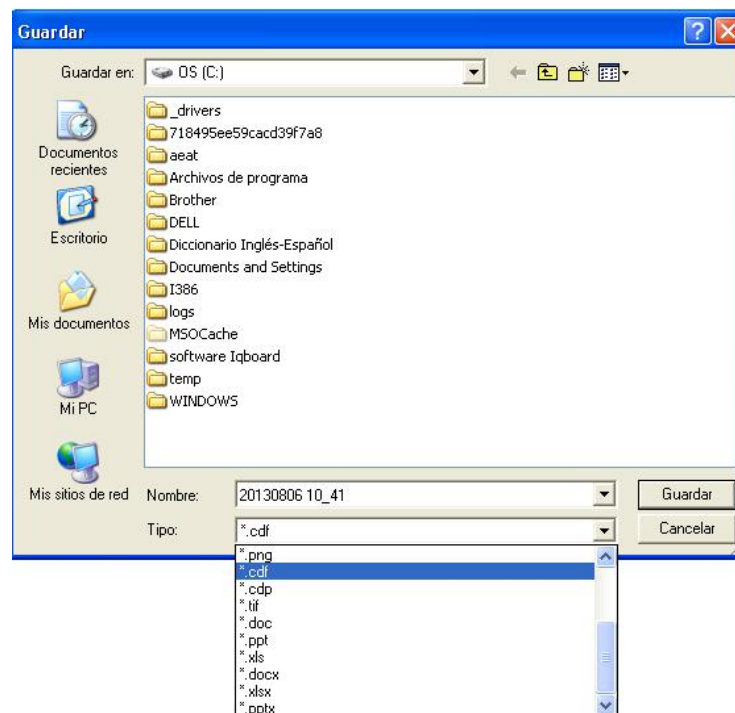 Guardar
Guardar en:
OS (C:)
Documentos
recientes
Escritorio
Mis documentos
Mi PC
Mis sitios de red
_drivers
718495ee59cacd39f7a8
aeat
Archivos de programa
Brother
DELL
Diccionario Inglés-Español
Documents and Settings
I386
logs
MSOCache
software Iqboard
temp
WINDOWS
Nombre:
20130806 10_41
Guardar
Tipo:
*.cdf
Cancelar
*.png
*.cdf
*.cdp
*.tif
*.doc
*.ppt
*.xls
*.docx
*.xlsx
*.pptx